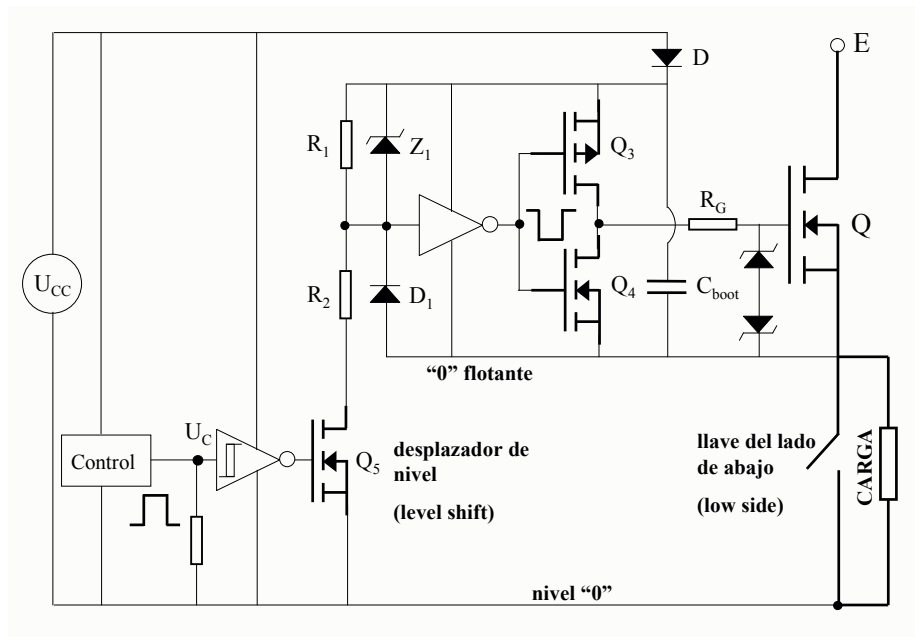 E
D
R1
Z1
Q3
RG
Q
UCC
R2
D1
Q4
Cboot
“0” flotante
UC
Control
Q5
desplazador de
nivel
(level shift)
llave del lado
de abajo
(low side)
CARGA
nivel “0”